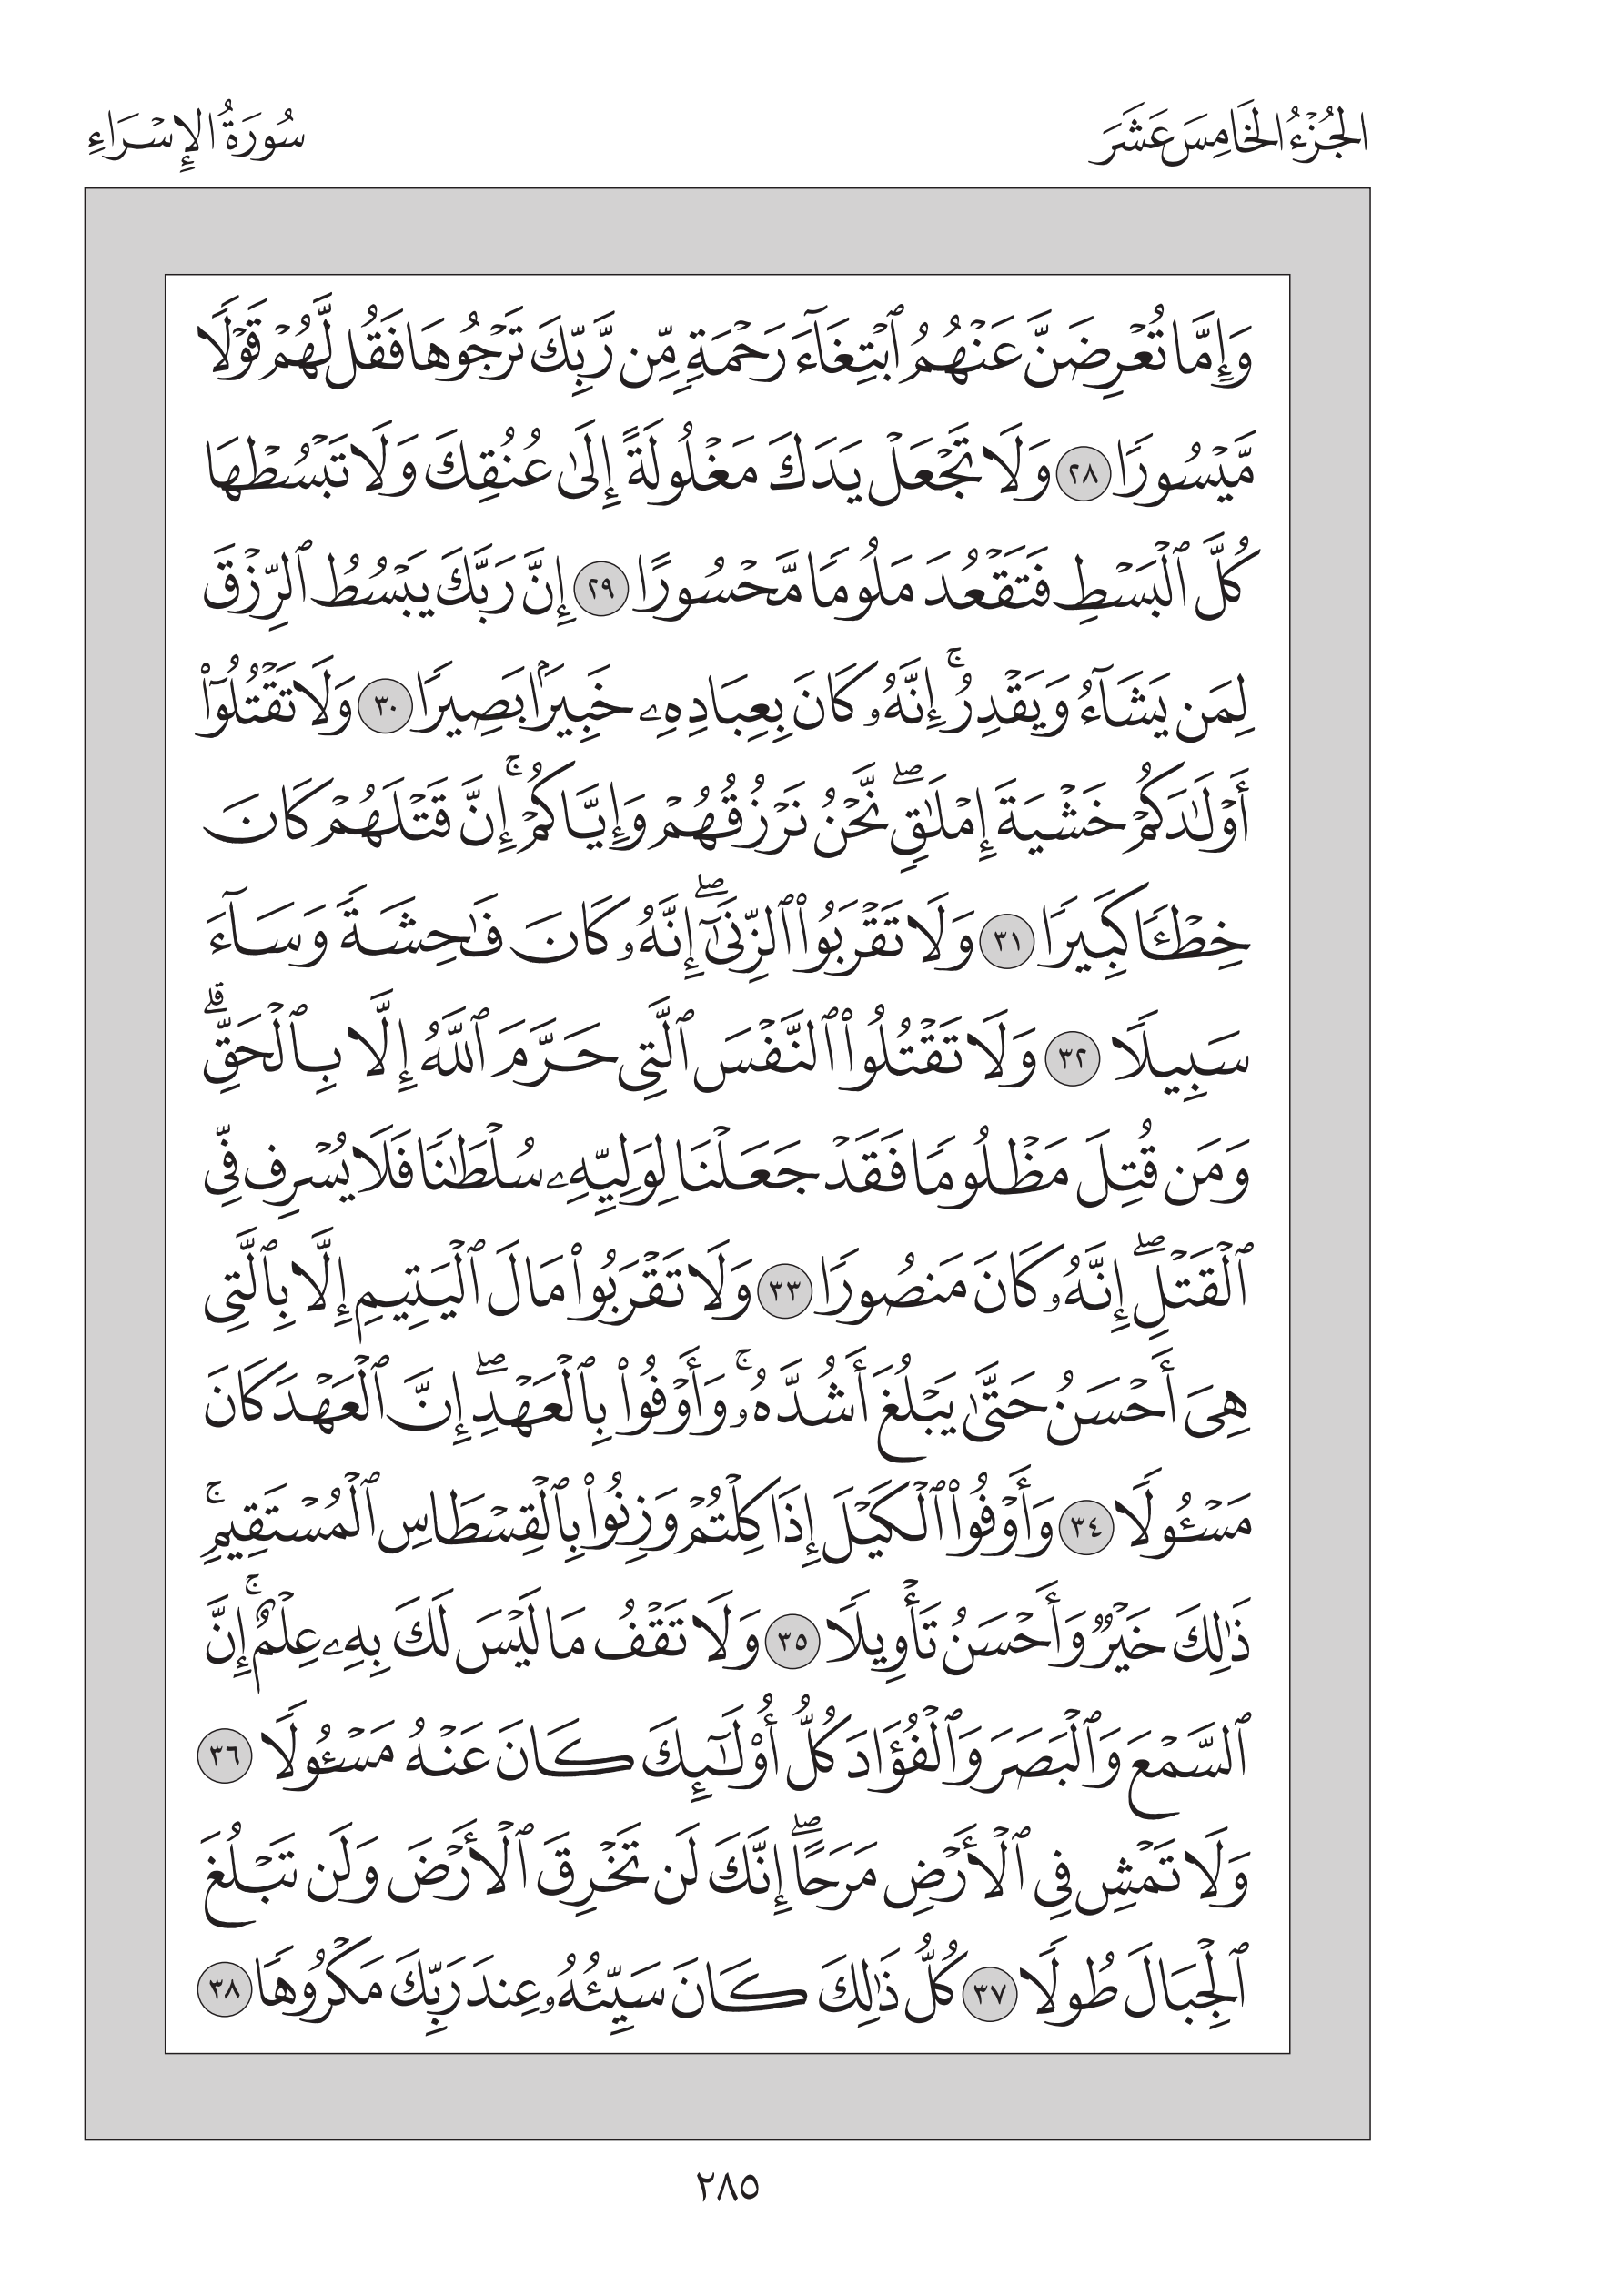 الجُزْءُ الخَامِسَ عَشَرَ
سُورَةُ الإِسْرَاءِ
وَإِمَّا تُعْرِضَنَّ عَنْهُمُ ٱبْتِغَآءَ رَحْمَةٍ مِّن رَّبِّكَ تَرْجُوهَا فَقُل لَّهُمْ قَوْلًا
مَّيْسُورًا ٢٨ وَلَا تَجْعَلْ يَدَكَ مَغْلُولَةً إِلَىٰ عُنُقِكَ وَلَا تَبْسُطْهَا
كُلَّ ٱلْبَسْطِ فَتَقْعُدَ مَلُومًا مَّحْسُورًا ٢٩ إِنَّ رَبَّكَ يَبْسُطُ ٱلرِّزْقَ
لِمَن يَشَآءُ وَيَقْدِرُ ۚ إِنَّهُۥ كَانَ بِعِبَادِهِۦ خَبِيرًۢا بَصِيرًا ٣٠ وَلَا تَقْتُلُوٓا۟
أَوْلَٰدَكُمْ خَشْيَةَ إِمْلَٰقٍ ۖ نَّحْنُ نَرْزُقُهُمْ وَإِيَّاكُمْ ۚ إِنَّ قَتْلَهُمْ كَانَ
خِطْـًٔا كَبِيرًا ٣١ وَلَا تَقْرَبُوا۟ ٱلزِّنَىٰٓ ۖ إِنَّهُۥ كَانَ فَٰحِشَةً وَسَآءَ
سَبِيلًا ٣٢ وَلَا تَقْتُلُوا۟ ٱلنَّفْسَ ٱلَّتِى حَرَّمَ ٱللَّهُ إِلَّا بِٱلْحَقِّ ۗ
وَمَن قُتِلَ مَظْلُومًا فَقَدْ جَعَلْنَا لِوَلِيِّهِۦ سُلْطَٰنًا فَلَا يُسْرِف فِّى
ٱلْقَتْلِ ۖ إِنَّهُۥ كَانَ مَنصُورًا ٣٣ وَلَا تَقْرَبُوا۟ مَالَ ٱلْيَتِيمِ إِلَّا بِٱلَّتِى
هِىَ أَحْسَنُ حَتَّىٰ يَبْلُغَ أَشُدَّهُۥ ۚ وَأَوْفُوا۟ بِٱلْعَهْدِ ۖ إِنَّ ٱلْعَهْدَ كَانَ
مَسْـُٔولًا ٣٤ وَأَوْفُوا۟ ٱلْكَيْلَ إِذَا كِلْتُمْ وَزِنُوا۟ بِٱلْقِسْطَاسِ ٱلْمُسْتَقِيمِ ۚ
ذَٰلِكَ خَيْرٌ وَأَحْسَنُ تَأْوِيلًا ٣٥ وَلَا تَقْفُ مَا لَيْسَ لَكَ بِهِۦ عِلْمٌ ۚ إِنَّ
ٱلسَّمْعَ وَٱلْبَصَرَ وَٱلْفُؤَادَ كُلُّ أُو۟لَٰٓئِكَ كَانَ عَنْهُ مَسْـُٔولًا ٣٦
وَلَا تَمْشِ فِى ٱلْأَرْضِ مَرَحًا ۖ إِنَّكَ لَن تَخْرِقَ ٱلْأَرْضَ وَلَن تَبْلُغَ
ٱلْجِبَالَ طُولًا ٣٧ كُلُّ ذَٰلِكَ كَانَ سَيِّئُهُۥ عِندَ رَبِّكَ مَكْرُوهًا ٣٨
٢٨٥